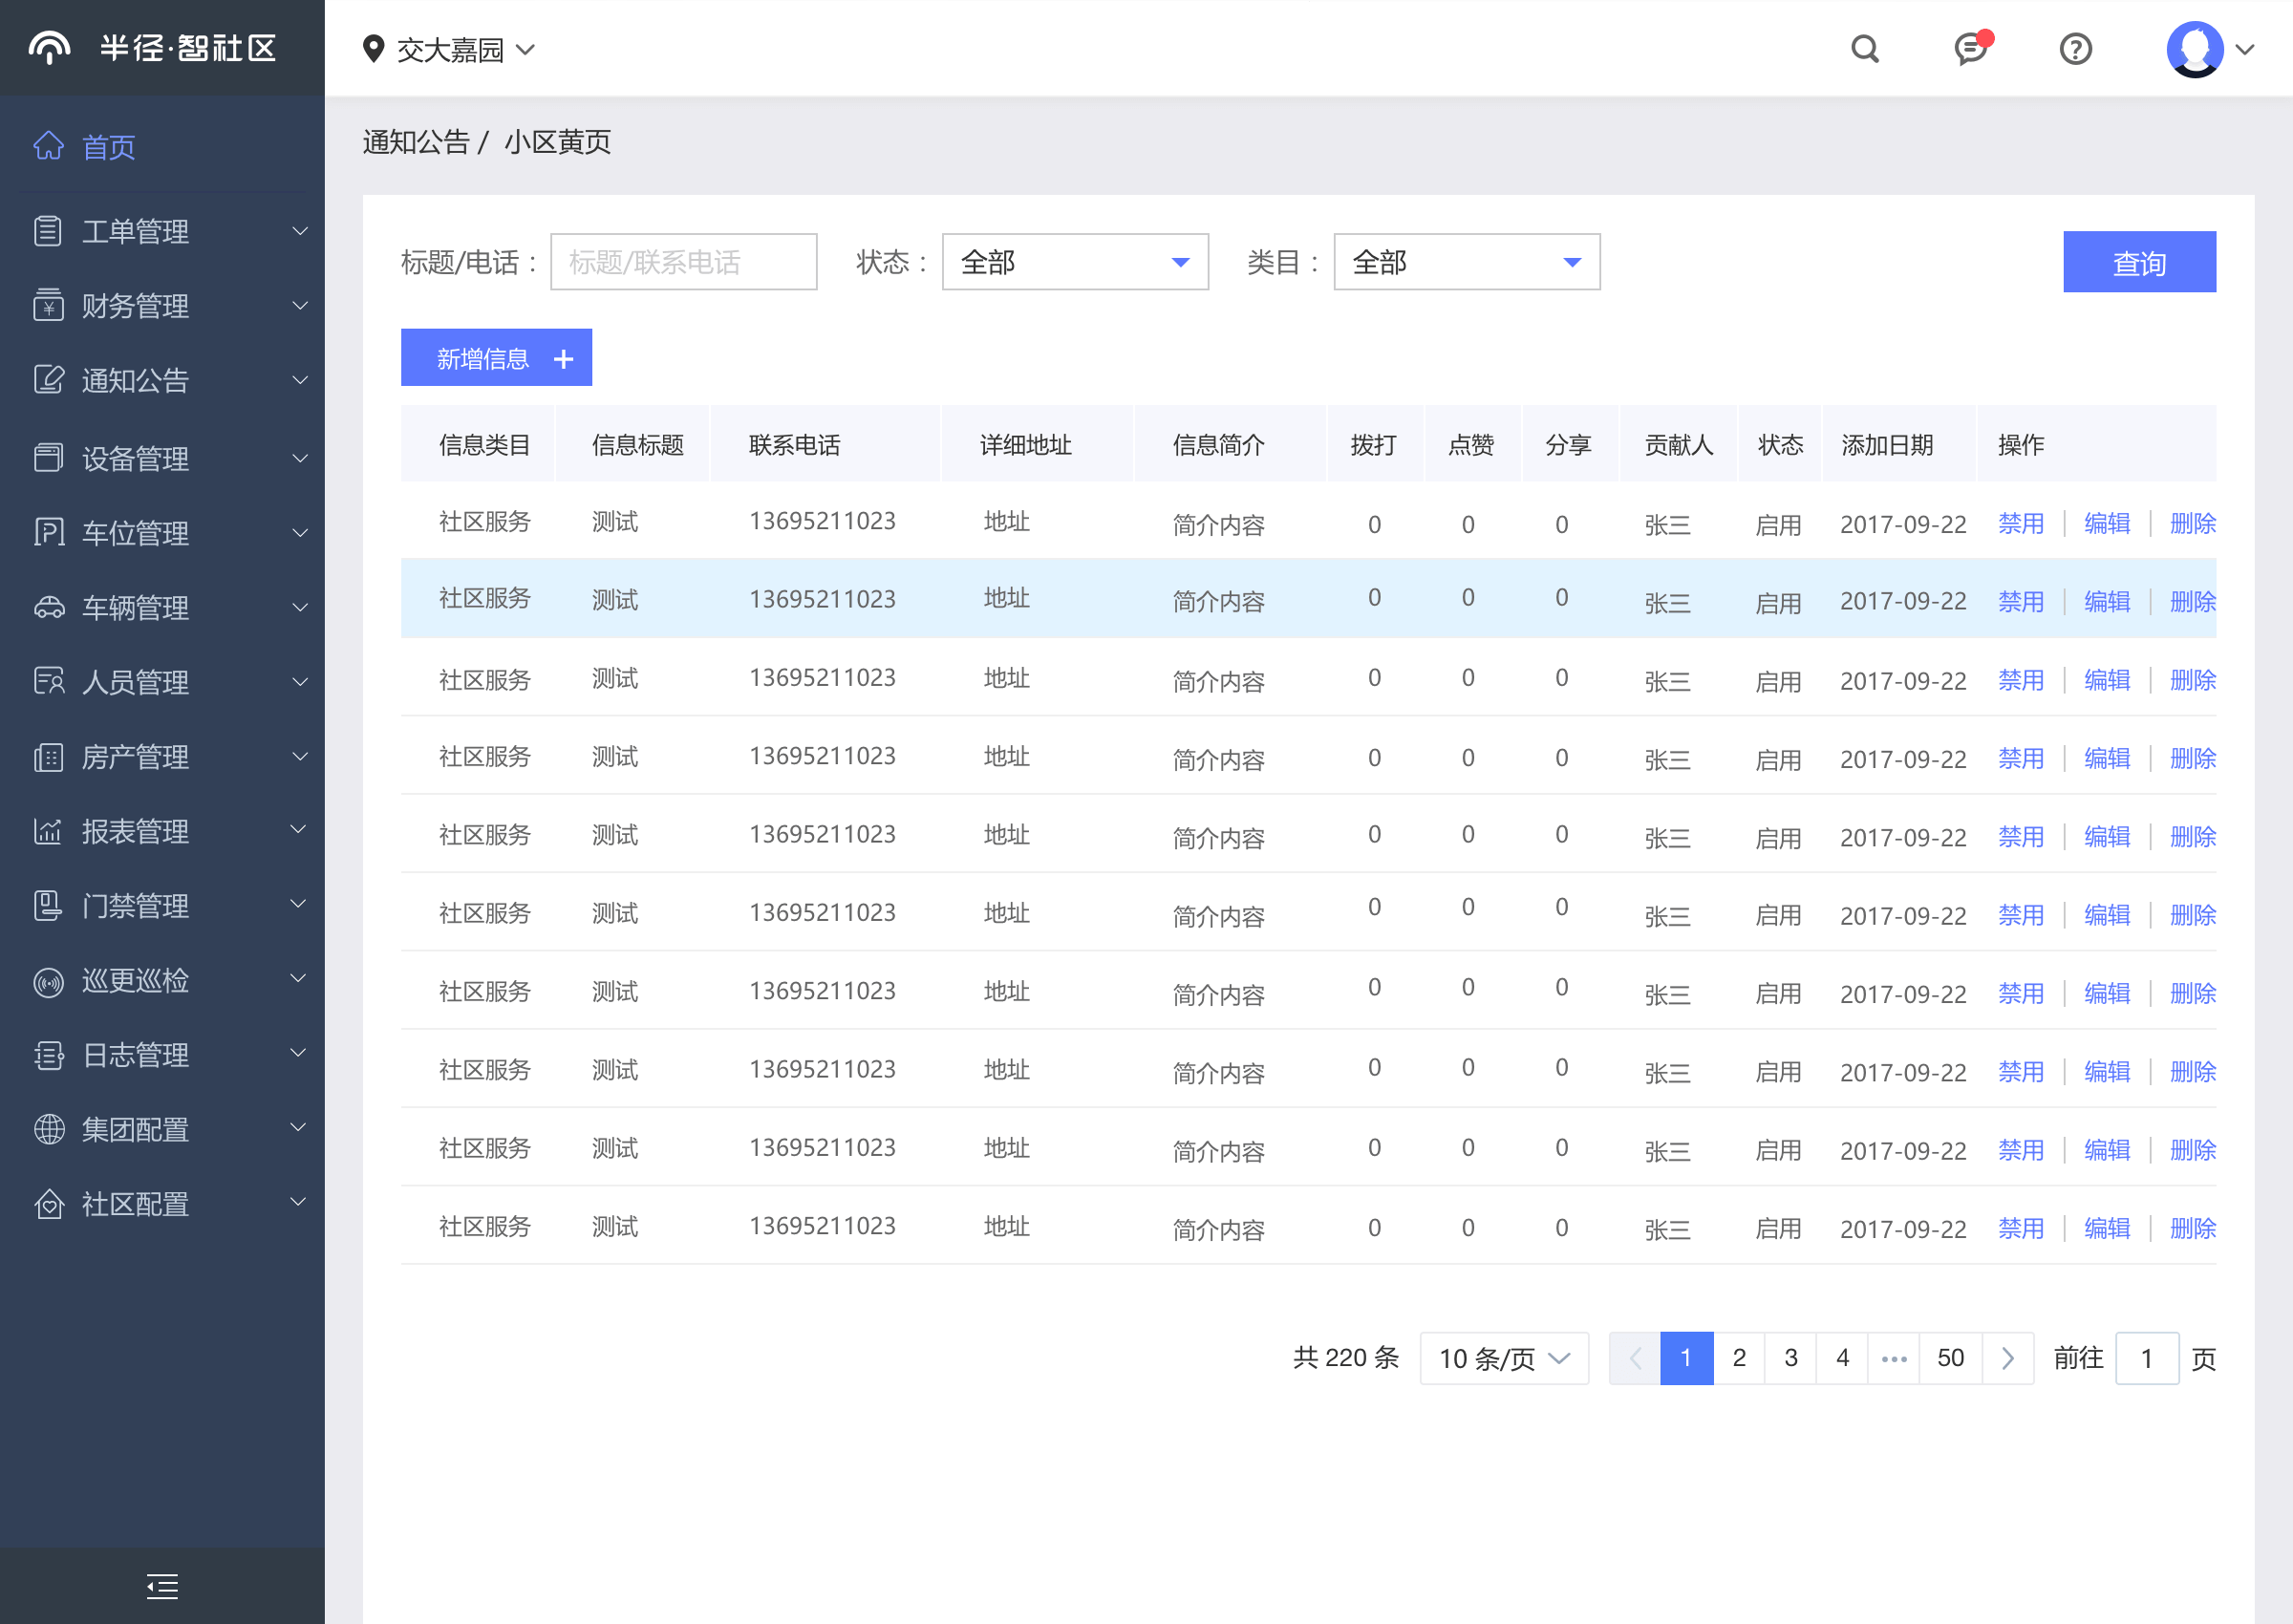 半径·智社区
交大嘉园
首页
工单管理
财务管理
通知公告
设备管理
车位管理
车辆管理
人员管理
房产管理
报表管理
门禁管理
巡更巡检
日志管理
集团配置
社区配置
通知公告 / 小区黄页
标题/电话： 标题/联系电话 状态： 全部 类目： 全部 查询
新增信息 +
信息类目 信息标题 联系电话 详细地址 信息简介 拨打 点赞 分享 贡献人 状态 添加日期 操作
社区服务 测试 13695211023 地址 简介内容 0 0 0 张三 启用 2017-09-22 禁用 编辑 删除
社区服务 测试 13695211023 地址 简介内容 0 0 0 张三 启用 2017-09-22 禁用 编辑 删除
社区服务 测试 13695211023 地址 简介内容 0 0 0 张三 启用 2017-09-22 禁用 编辑 删除
社区服务 测试 13695211023 地址 简介内容 0 0 0 张三 启用 2017-09-22 禁用 编辑 删除
社区服务 测试 13695211023 地址 简介内容 0 0 0 张三 启用 2017-09-22 禁用 编辑 删除
社区服务 测试 13695211023 地址 简介内容 0 0 0 张三 启用 2017-09-22 禁用 编辑 删除
社区服务 测试 13695211023 地址 简介内容 0 0 0 张三 启用 2017-09-22 禁用 编辑 删除
社区服务 测试 13695211023 地址 简介内容 0 0 0 张三 启用 2017-09-22 禁用 编辑 删除
社区服务 测试 13695211023 地址 简介内容 0 0 0 张三 启用 2017-09-22 禁用 编辑 删除
社区服务 测试 13695211023 地址 简介内容 0 0 0 张三 启用 2017-09-22 禁用 编辑 删除
共 220 条 10 条/页 1 2 3 4 ••• 50 前往 1 页